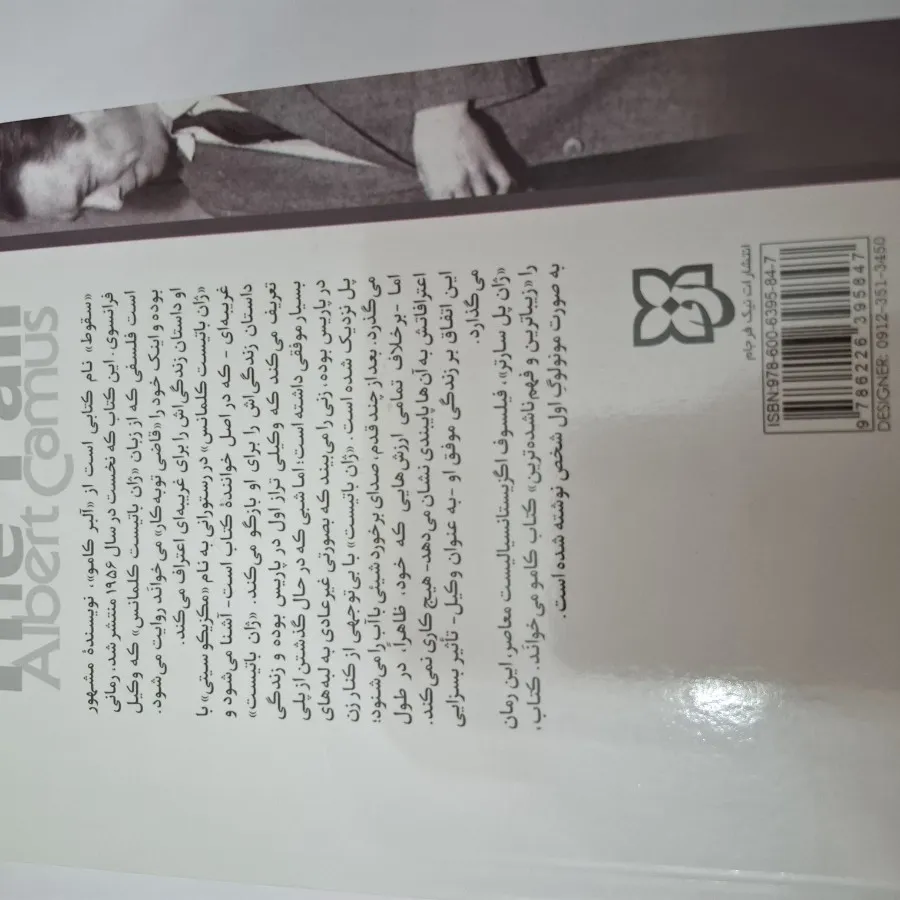 The Fall
Albert Camus
«سقوط» نام کتابی است از «آلبر کامو»، نویسندهٔ مشهور
فرانسوی. این کتاب که نخست در سال ۱۹۵۶ منتشر شد، رمانی
است فلسفی که از زبان «ژان باتیست کلمانس» که وکیل
بوده و اینک خود را «قاضی توبه‌کار» می‌خواند روایت می‌شود.
او داستان زندگی‌اش را برای غریبه‌ای اعتراف می‌کند.
«ژان باتیست کلمانس» در رستورانی به نام «مکزیکو سیتی» با
غریبه‌ای - که در اصل خوانندهٔ کتاب است- آشنا می‌شود و
داستان زندگی‌اش را برای او بازگو می‌کند. «ژان باتیست»
تعریف می‌کند که وکیلی تراز اول در پاریس بوده و زندگی
بسیار موفقی داشته است؛ اما شبی که در حال گذشتن از پلی
در پاریس بوده، زنی را می‌بیند که بصورتی غیرعادی به لبه‌های
پل نزدیک شده است. «ژان باتیست» با بی‌توجهی از کنار زن
می‌گذرد. بعد از چند قدم، صدای برخورد شیئی با آب را می‌شنود؛
اما -برخلاف تمامی ارزش‌هایی که خود، ظاهراً، در طول
اعترافاتش به آن‌ها پایبندی نشان می‌دهد- هیچ کاری نمی‌کند.
این اتفاق بر زندگی موفق او -به عنوان وکیل- تأثیر بسزایی
می‌گذارد.
«ژان پل سارتر»، فیلسوف اگزیستانسیالیست معاصر، این رمان
را «زیباترین و فهم‌ناشده‌ترین» کتاب کامو می‌خواند. کتاب،
به صورت مونولوگ اول شخص نوشته شده است.
انتشارات نیک فرجام
ISBN:978-600-6395-84-7
9 786226 395847
DESIGNER: 0912-351-3450